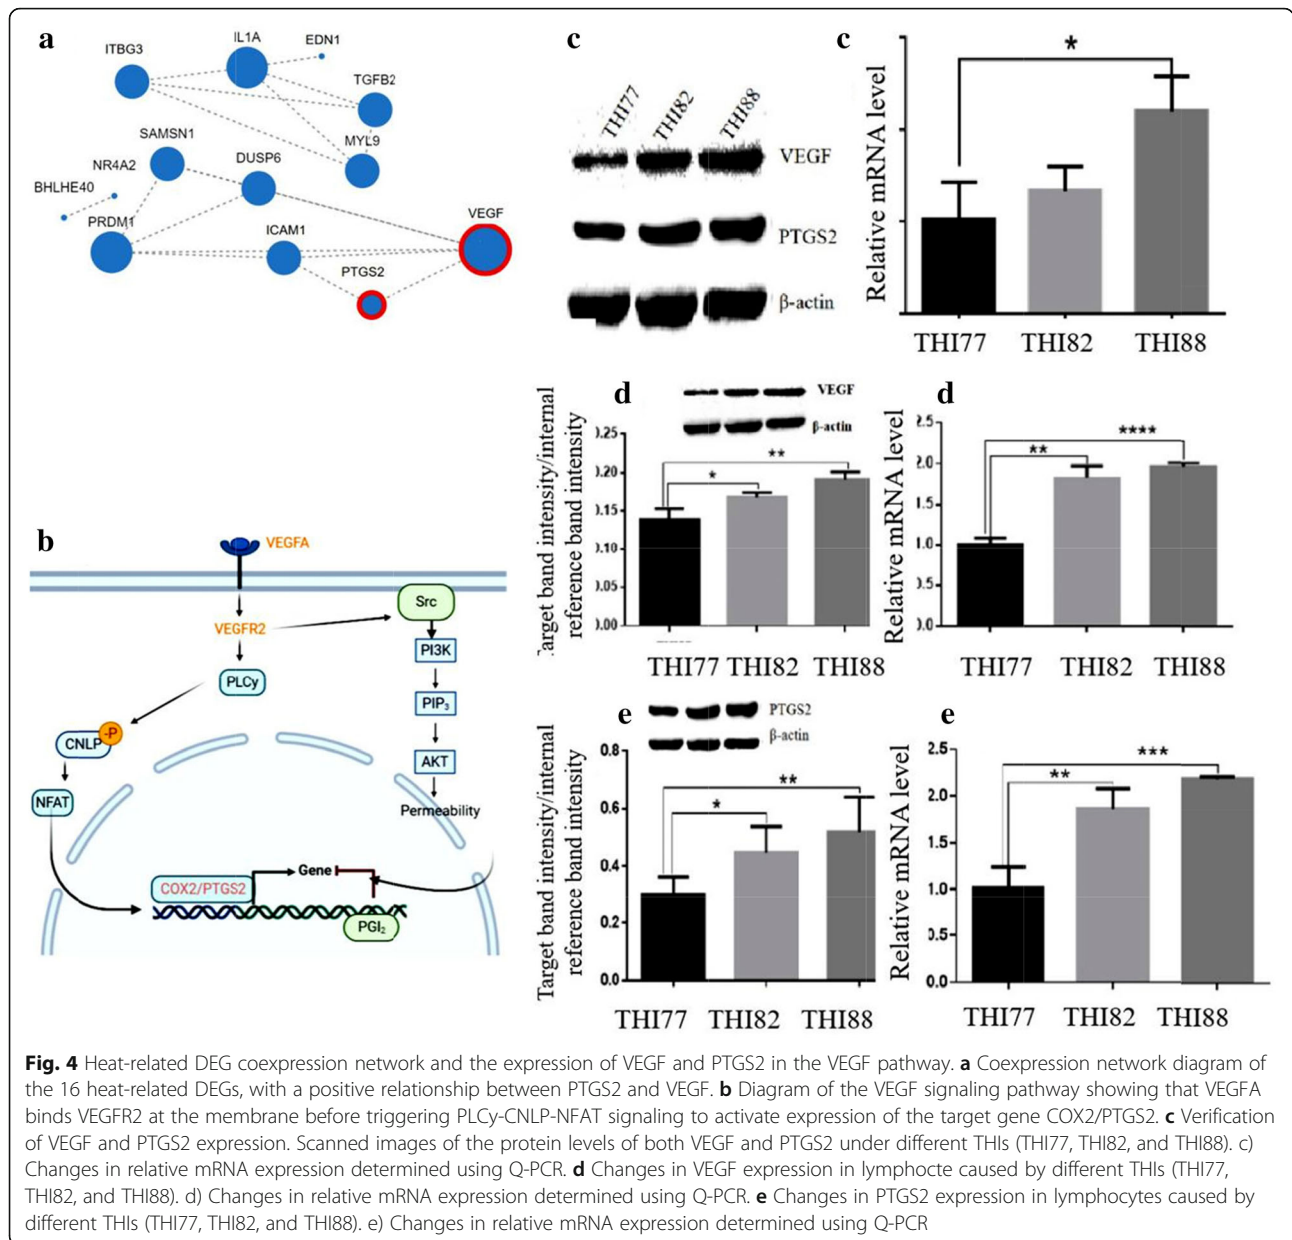 a
ITBG3
IL1A
EDN1
TGFB2
SAMSN1
MYL9
NR4A2
DUSP6
BHLHE40
PRDM1
ICAM1
VEGF
PTGS2
c
THI77 THI82 THI88
VEGF
PTGS2
β-actin
c
Relative mRNA level
*
THI77 THI82 THI88
b
VEGFA
VEGFR2
Src
PLCy
PI3K
PIP3
AKT
Permeability
CNLP
-P
NFAT
COX2/PTGS2
Gene
PGI2
d
VEGF
β-actin
band intensity/internal
reference band intensity
0.20
0.15
0.05
*
**
THI77 THI82 THI88
d
Relative mRNA level
2.5
**
****
THI77 THI82 THI88
e
PTGS2
β-actin
Target band intensity/internal
reference band intensity
0.8
0.6
0.4
0.2
0.0
*
**
THI77 THI82 THI88
e
Relative mRNA level
2.5
2.0
1.5
1.0
0.5
0.0
**
***
THI77 THI82 THI88
Fig. 4 Heat-related DEG coexpression network and the expression of VEGF and PTGS2 in the VEGF pathway. a Coexpression network diagram of
the 16 heat-related DEGs, with a positive relationship between PTGS2 and VEGF. b Diagram of the VEGF signaling pathway showing that VEGFA
binds VEGFR2 at the membrane before triggering PLCy-CNLP-NFAT signaling to activate expression of the target gene COX2/PTGS2. c Verification
of VEGF and PTGS2 expression. Scanned images of the protein levels of both VEGF and PTGS2 under different THIs (THI77, THI82, and THI88). c)
Changes in relative mRNA expression determined using Q-PCR. d Changes in VEGF expression in lymphocte caused by different THIs (THI77,
THI82, and THI88). d) Changes in relative mRNA expression determined using Q-PCR. e Changes in PTGS2 expression in lymphocytes caused by
different THIs (THI77, THI82, and THI88). e) Changes in relative mRNA expression determined using Q-PCR